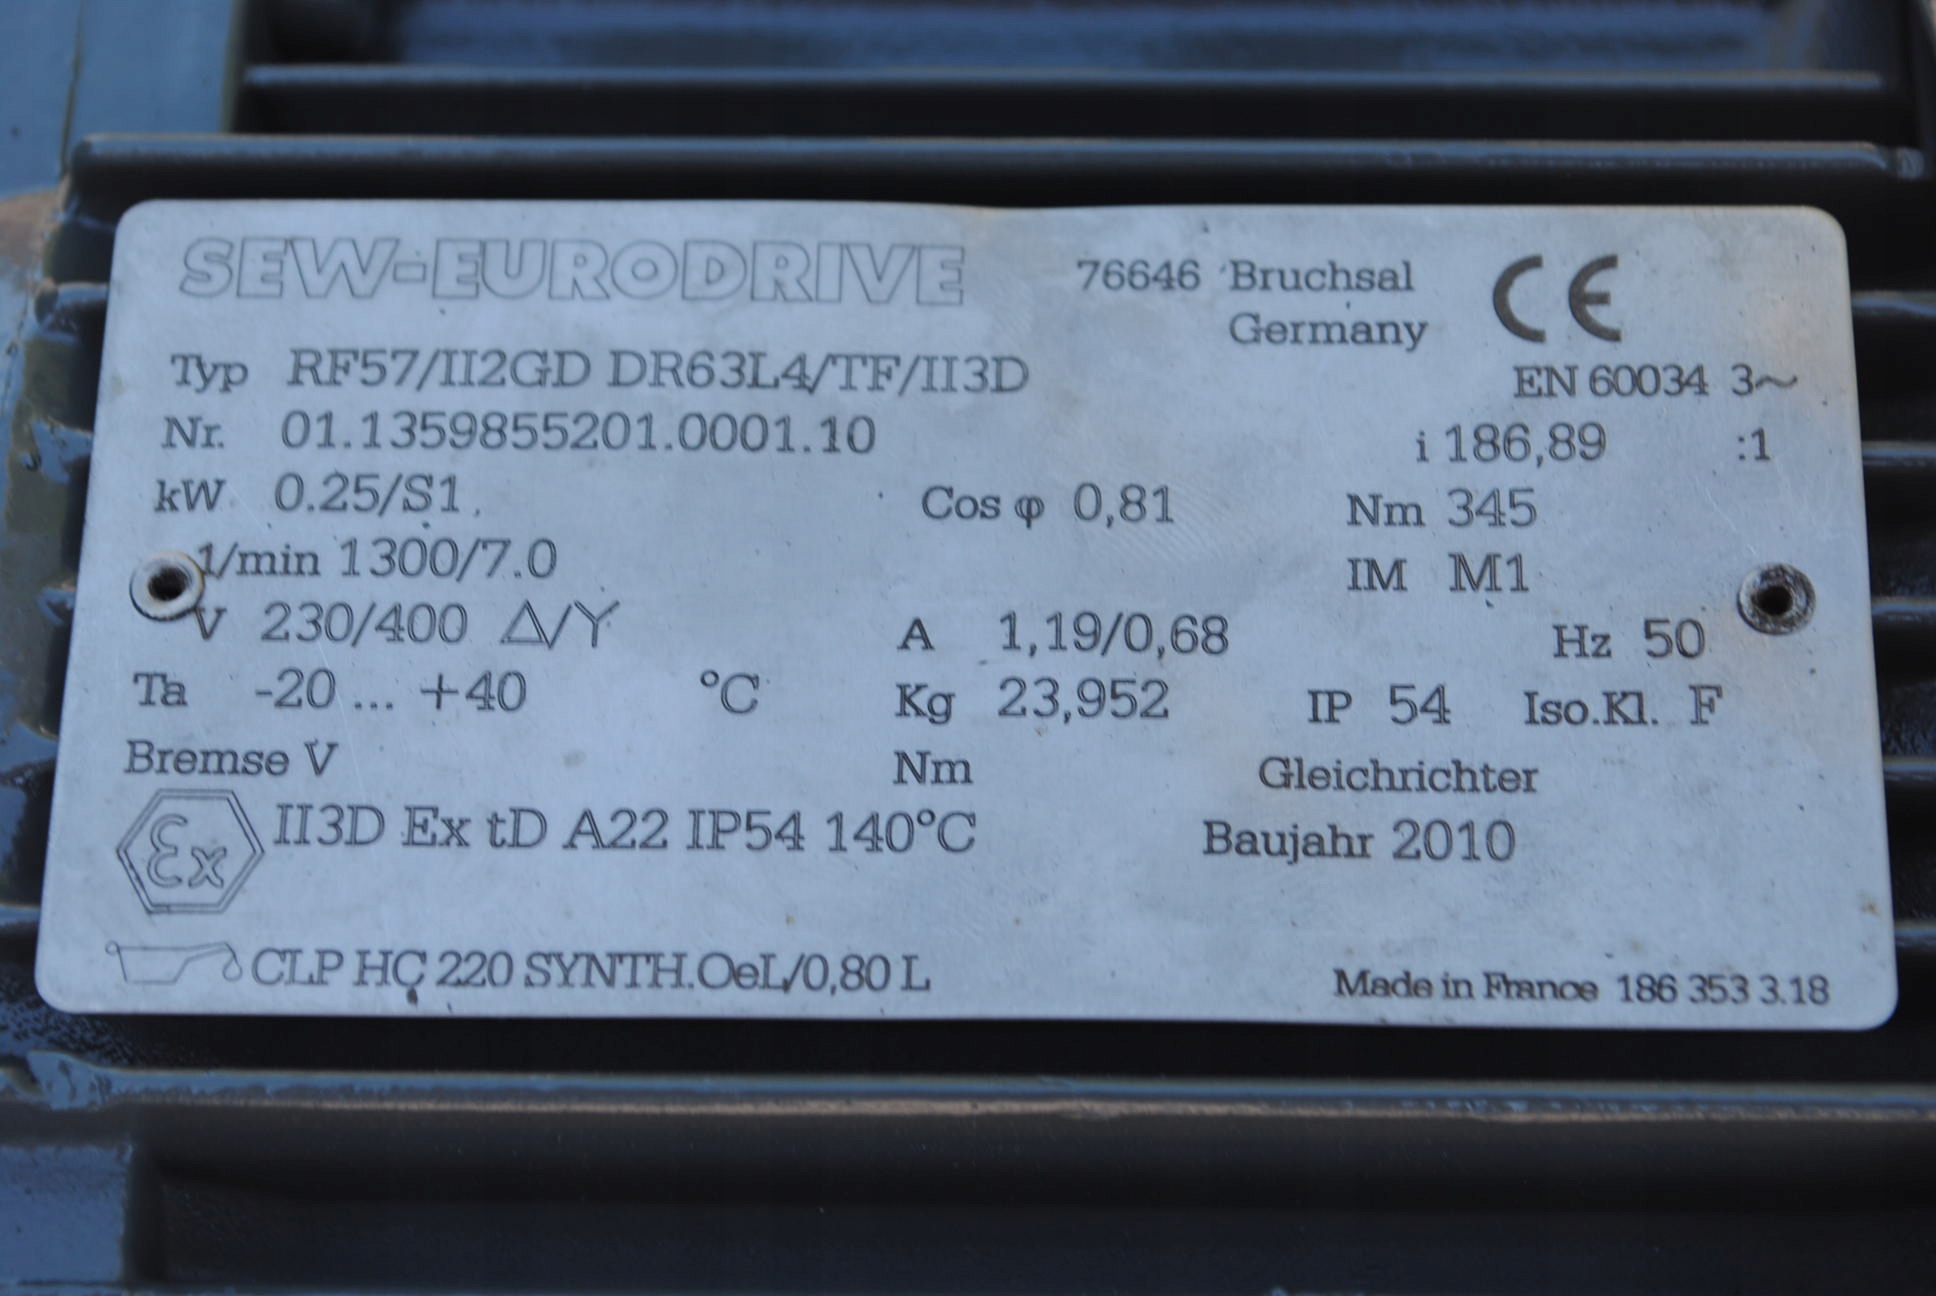 SEW-EURODRIVE 76646 Bruchsal CE
Germany
Typ RF57/II2GD DR63L4/TF/II3D EN 60034 3~
Nr. 01.1359855201.0001.10 i 186,89 :1
kW 0.25/S1 Cos φ 0,81 Nm 345
1/min 1300/7.0 IM M1
V 230/400 Δ/Y A 1,19/0,68 Hz 50
Ta -20 ... +40 °C Kg 23,952 IP 54 Iso.Kl. F
Bremse V Nm Gleichrichter
Ex II3D Ex tD A22 IP54 140°C Baujahr 2010
CLP HC 220 SYNTH.OeL/0,80 L Made in France 186 353 3.18